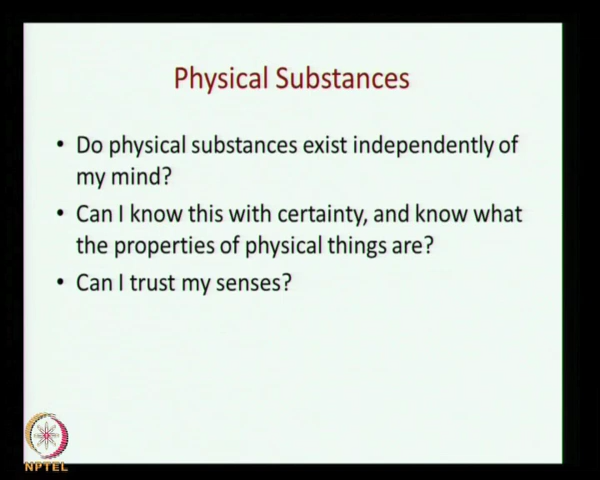 Physical Substances
• Do physical substances exist independently of
my mind?
• Can I know this with certainty, and know what
the properties of physical things are?
• Can I trust my senses?
NPTEL